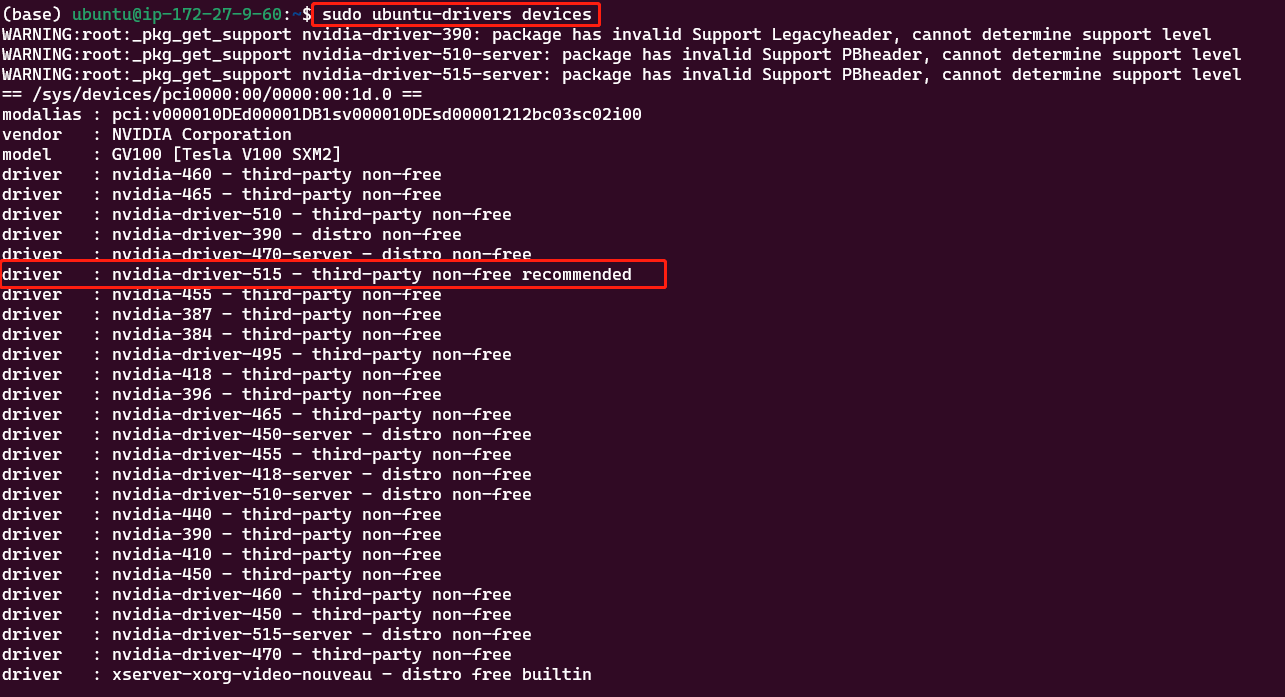 (base) ubuntu@ip-172-27-9-60:~$ sudo ubuntu-drivers devices
WARNING:root:_pkg_get_support nvidia-driver-390: package has invalid Support Legacyheader, cannot determine support level
WARNING:root:_pkg_get_support nvidia-driver-510-server: package has invalid Support PBheader, cannot determine support level
WARNING:root:_pkg_get_support nvidia-driver-515-server: package has invalid Support PBheader, cannot determine support level
== /sys/devices/pci0000:00/0000:00:1d.0 ==
modalias : pci:v000010DEd00001DB1sv000010DEsd00001212bc03sc02i00
vendor   : NVIDIA Corporation
model    : GV100 [Tesla V100 SXM2]
driver   : nvidia-460 - third-party non-free
driver   : nvidia-465 - third-party non-free
driver   : nvidia-driver-510 - third-party non-free
driver   : nvidia-driver-390 - distro non-free
driver   : nvidia-driver-470-server - distro non-free
driver   : nvidia-driver-515 - third-party non-free recommended
driver   : nvidia-455 - third-party non-free
driver   : nvidia-387 - third-party non-free
driver   : nvidia-384 - third-party non-free
driver   : nvidia-driver-495 - third-party non-free
driver   : nvidia-418 - third-party non-free
driver   : nvidia-396 - third-party non-free
driver   : nvidia-driver-465 - third-party non-free
driver   : nvidia-driver-450-server - distro non-free
driver   : nvidia-driver-455 - third-party non-free
driver   : nvidia-driver-418-server - distro non-free
driver   : nvidia-driver-510-server - distro non-free
driver   : nvidia-440 - third-party non-free
driver   : nvidia-390 - third-party non-free
driver   : nvidia-410 - third-party non-free
driver   : nvidia-450 - third-party non-free
driver   : nvidia-driver-460 - third-party non-free
driver   : nvidia-driver-450 - third-party non-free
driver   : nvidia-driver-515-server - distro non-free
driver   : nvidia-driver-470 - third-party non-free
driver   : xserver-xorg-video-nouveau - distro free builtin